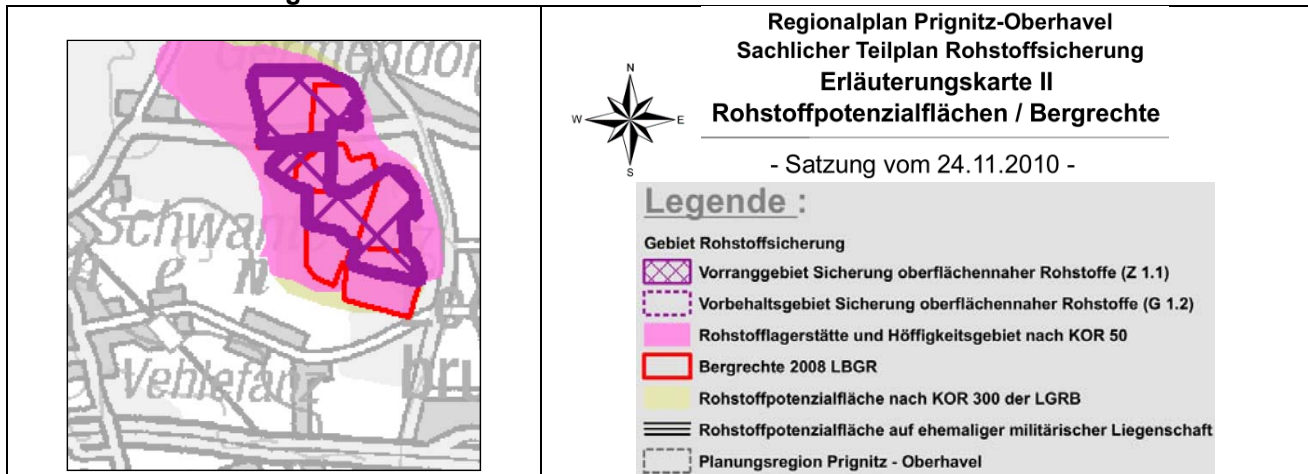 Schwan
Vehlefanz
bru
Regionalplan Prignitz-Oberhavel
Sachlicher Teilplan Rohstoffsicherung
Erläuterungskarte II
Rohstoffpotenzialflächen / Bergrechte
N
W
E
S
- Satzung vom 24.11.2010 -
Legende :
Gebiet Rohstoffsicherung
Vorranggebiet Sicherung oberflächennaher Rohstoffe (Z 1.1)
Vorbehaltsgebiet Sicherung oberflächennaher Rohstoffe (G 1.2)
Rohstofflagerstätte und Höffigkeitsgebiet nach KOR 50
Bergrechte 2008 LBGR
Rohstoffpotenzialfläche nach KOR 300 der LGRB
Rohstoffpotenzialfläche auf ehemaliger militärischer Liegenschaft
Planungsregion Prignitz - Oberhavel